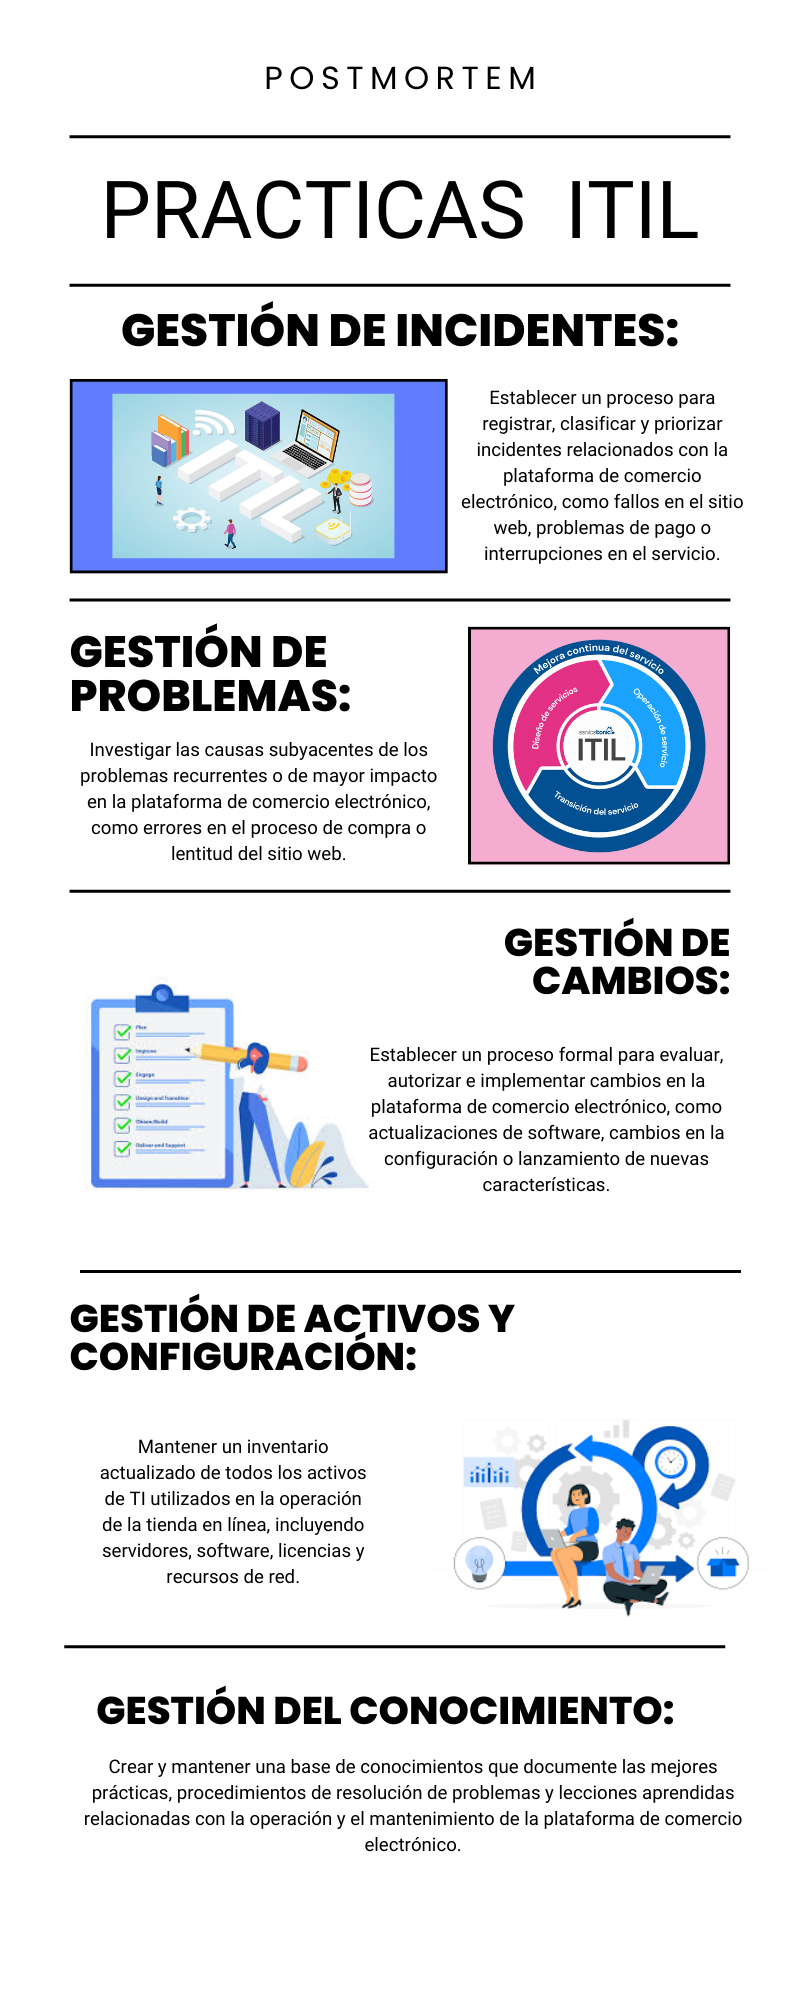 POSTMORTEM
PRACTICAS ITIL
GESTIÓN DE INCIDENTES:
ITIL
Establecer un proceso para
registrar, clasificar y priorizar
incidentes relacionados con la
plataforma de comercio
electrónico, como fallos en el sitio
web, problemas de pago o
interrupciones en el servicio.
GESTIÓN DE
PROBLEMAS:
Investigar las causas subyacentes de los
problemas recurrentes o de mayor impacto
en la plataforma de comercio electrónico,
como errores en el proceso de compra o
lentitud del sitio web.
Mejora continua del servicio
Diseño de servicios
Operación de servicio
Transición del servicio
servicetonic
ITIL
GESTIÓN DE
CAMBIOS:
Plan
Improve
Engage
Design and Transition
Obtain/Build
Deliver and Support
Establecer un proceso formal para evaluar,
autorizar e implementar cambios en la
plataforma de comercio electrónico, como
actualizaciones de software, cambios en la
configuración o lanzamiento de nuevas
características.
GESTIÓN DE ACTIVOS Y
CONFIGURACIÓN:
Mantener un inventario
actualizado de todos los activos
de TI utilizados en la operación
de la tienda en línea, incluyendo
servidores, software, licencias y
recursos de red.
GESTIÓN DEL CONOCIMIENTO:
Crear y mantener una base de conocimientos que documente las mejores
prácticas, procedimientos de resolución de problemas y lecciones aprendidas
relacionadas con la operación y el mantenimiento de la plataforma de comercio
electrónico.